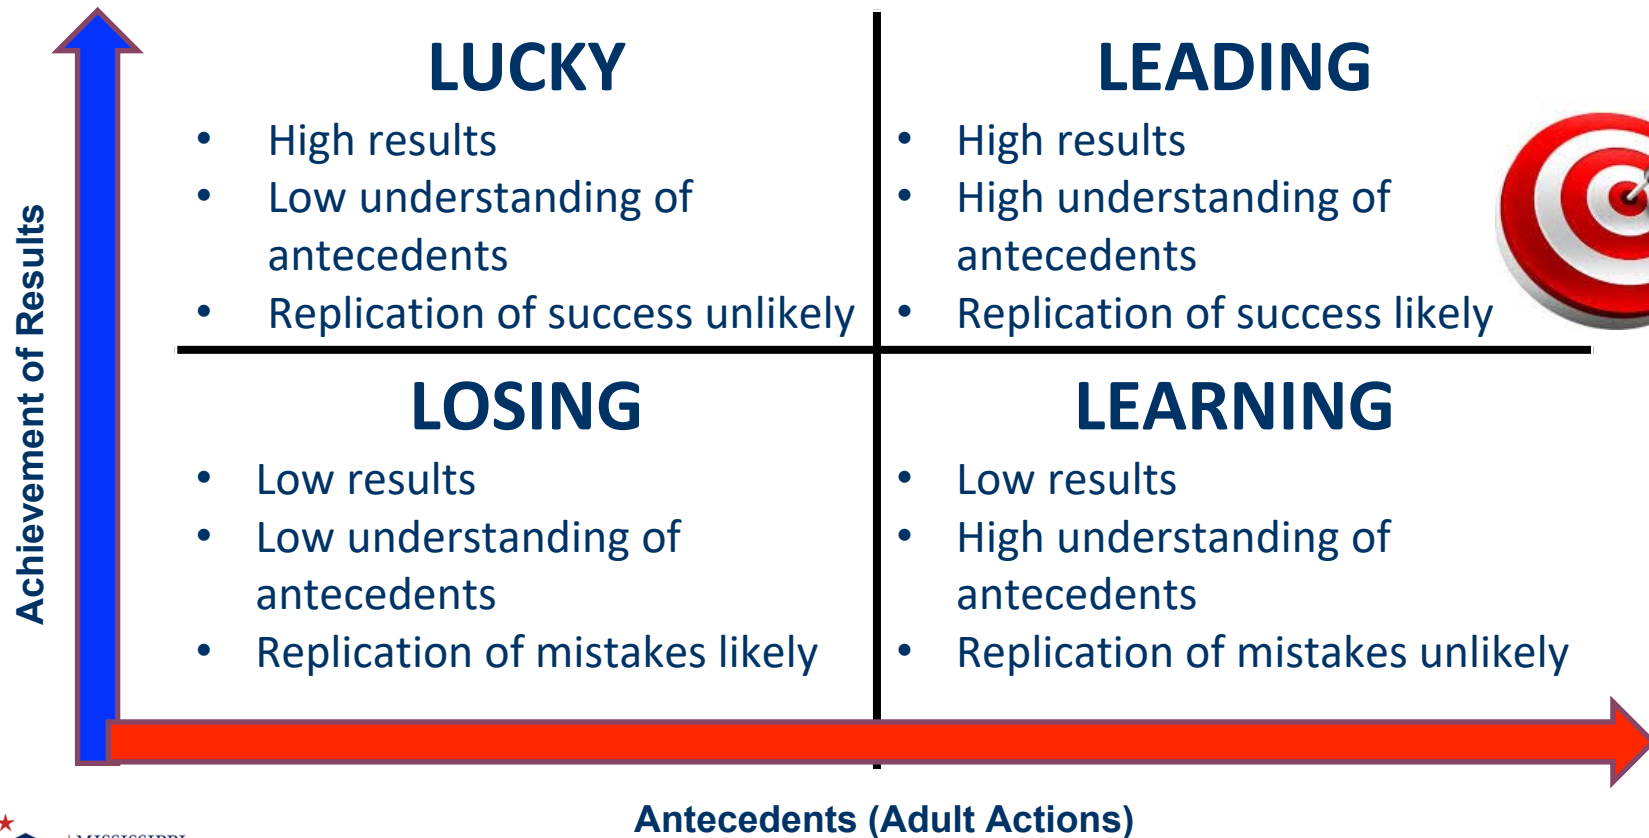 LUCKY
• High results
• Low understanding of
antecedents
• Replication of success unlikely
LEADING
• High results
• High understanding of
antecedents
• Replication of success likely
Achievement of Results
LOSING
• Low results
• Low understanding of
antecedents
• Replication of mistakes likely
LEARNING
• Low results
• High understanding of
antecedents
• Replication of mistakes unlikely
Antecedents (Adult Actions)